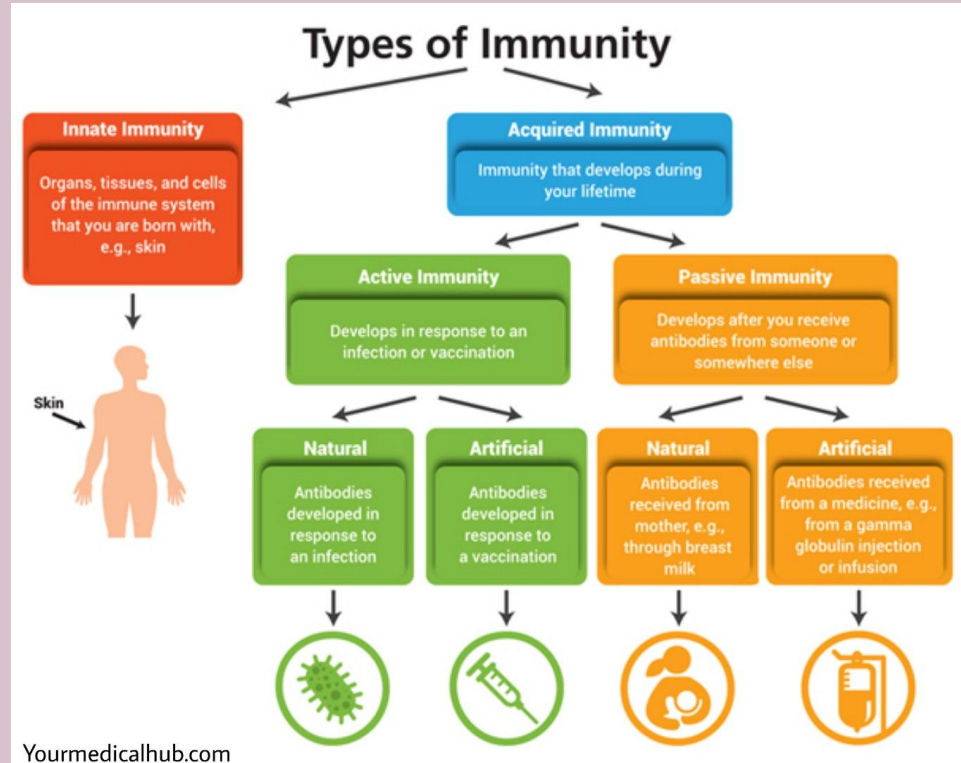 Types of Immunity
Innate Immunity
Organs, tissues, and cells
of the immune system
that you are born with,
e.g., skin
Skin
Acquired Immunity
Immunity that develops during
your lifetime
Active Immunity
Develops in response to an
infection or vaccination
Passive Immunity
Develops after you receive
antibodies from someone or
somewhere else
Natural
Antibodies
developed in
response to
an infection
Artificial
Antibodies
developed in
response to
a vaccination
Natural
Antibodies
received from
mother, e.g.,
through breast
milk
Artificial
Antibodies received
from a medicine, e.g.,
from a gamma
globulin injection
or infusion
Yourmedicalhub.com